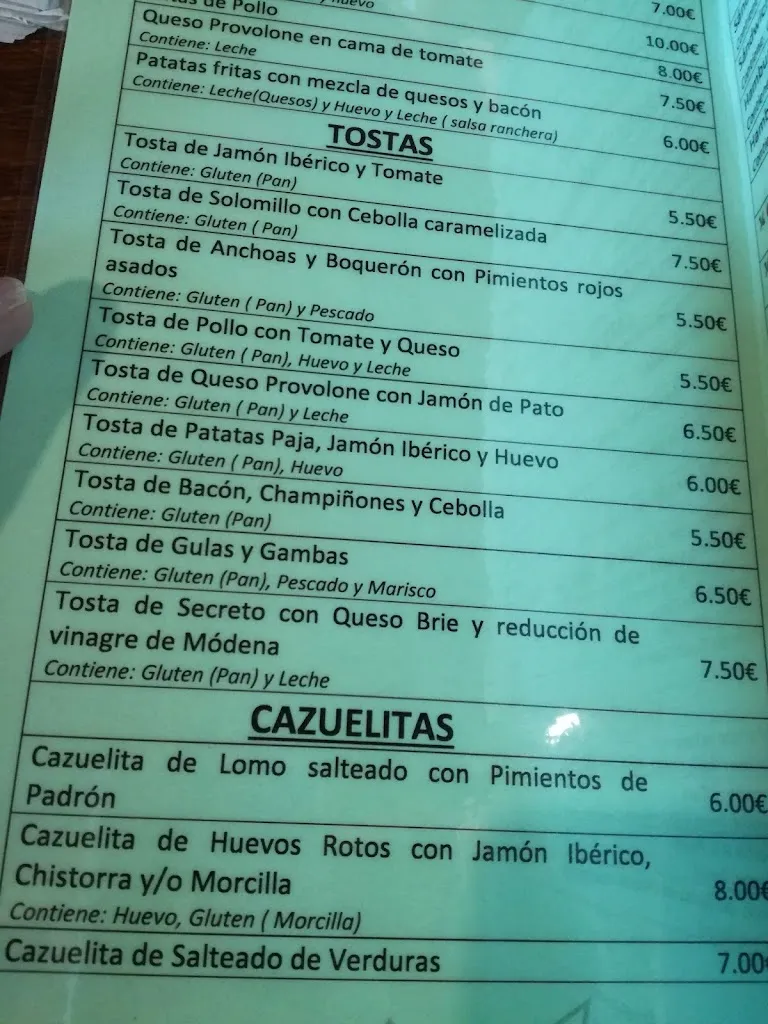 7.00€
y huevo 10.00€
de Pollo 8.00€
Queso Provolone en cama de tomate 7.50€
Contiene: Leche
Patatas fritas con mezcla de quesos y bacón 6.00€
Contiene: Leche(Quesos) y Huevo y Leche ( salsa ranchera)
TOSTAS
Tosta de Jamón Ibérico y Tomate 5.50€
Contiene: Gluten (Pan)
Tosta de Solomillo con Cebolla caramelizada 7.50€
Contiene: Gluten ( Pan)
Tosta de Anchoas y Boquerón con Pimientos rojos
asados 5.50€
Contiene: Gluten ( Pan) y Pescado
Tosta de Pollo con Tomate y Queso 5.50€
Contiene: Gluten ( Pan), Huevo y Leche
Tosta de Queso Provolone con Jamón de Pato 6.50€
Contiene: Gluten ( Pan) y Leche
Tosta de Patatas Paja, Jamón Ibérico y Huevo 6.00€
Contiene: Gluten ( Pan), Huevo
Tosta de Bacón, Champiñones y Cebolla 5.50€
Contiene: Gluten (Pan)
Tosta de Gulas y Gambas 6.50€
Contiene: Gluten (Pan), Pescado y Marisco
Tosta de Secreto con Queso Brie y reducción de
vinagre de Módena 7.50€
Contiene: Gluten (Pan) y Leche
CAZUELITAS
Cazuelita de Lomo salteado con Pimientos de
Padrón 6.00€
Cazuelita de Huevos Rotos con Jamón Ibérico,
Chistorra y/o Morcilla 8.00€
Contiene: Huevo, Gluten ( Morcilla)
Cazuelita de Salteado de Verduras 7.00€